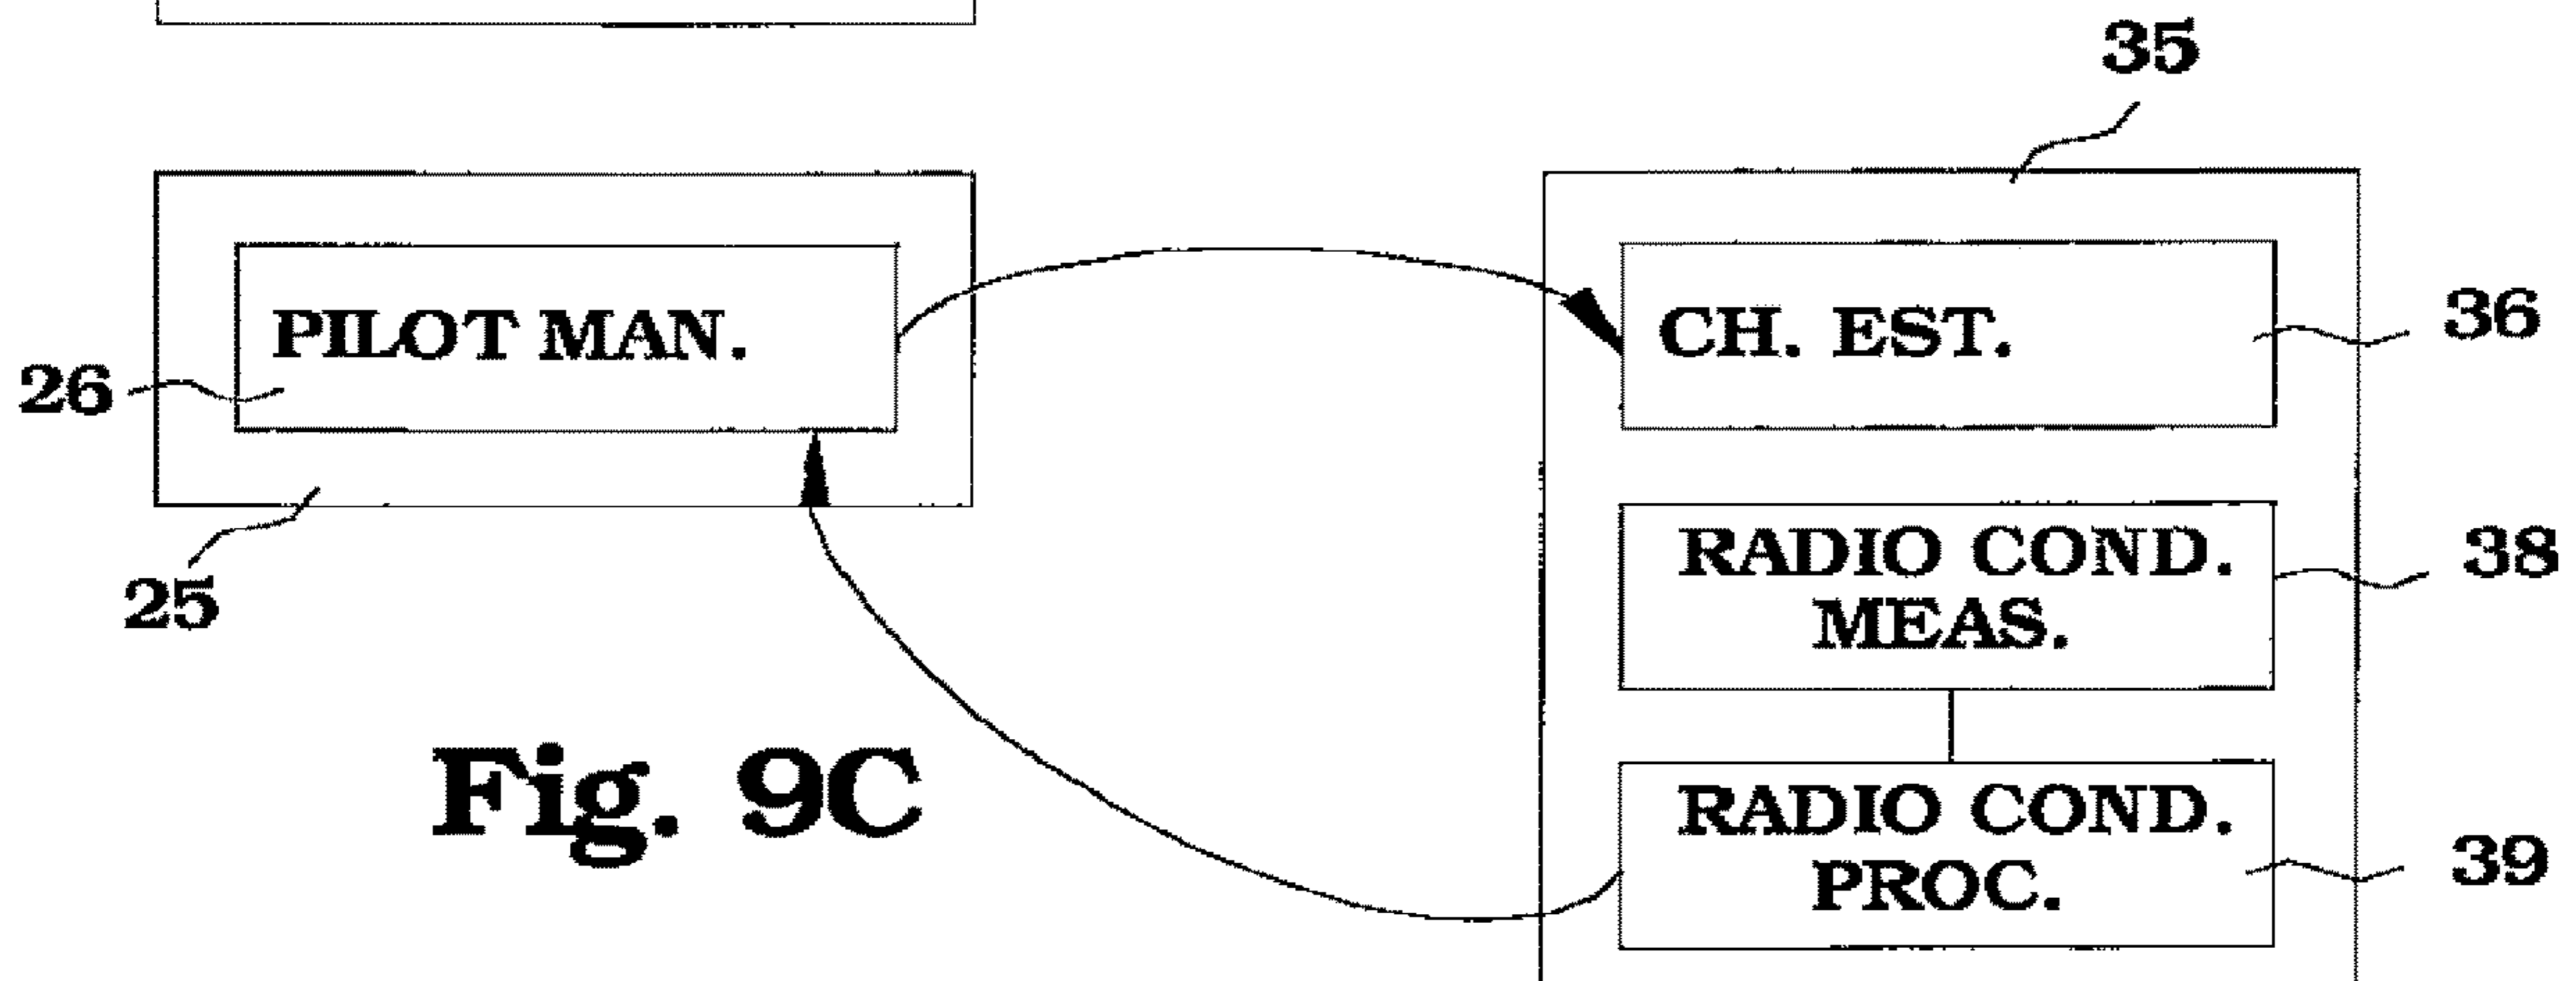 35
PILOT MAN.
CH. EST.
36
26
RADIO COND.
MEAS.
38
25
Fig. 9C
RADIO COND.
PROC.
39